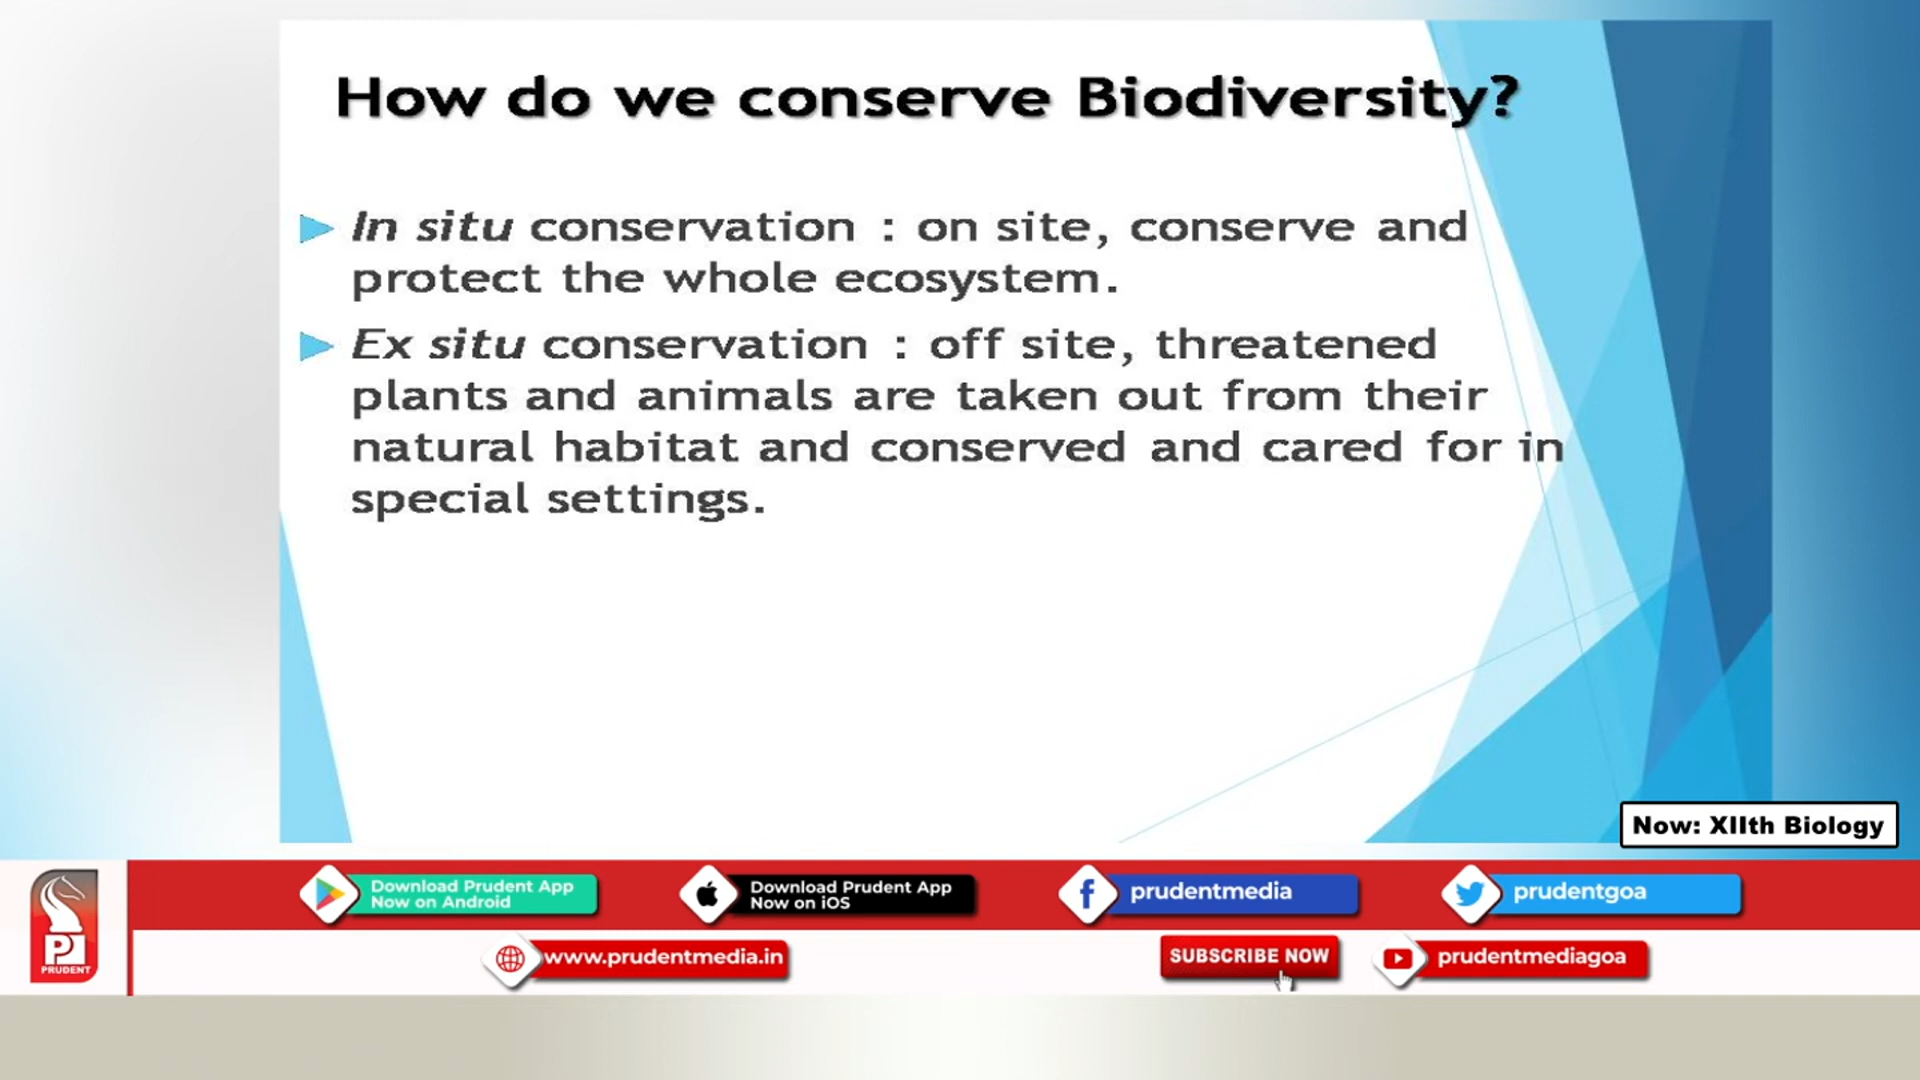 How do we conserve Biodiversity?
In situ conservation : on site, conserve and
protect the whole ecosystem.
Ex situ conservation : off site, threatened
plants and animals are taken out from their
natural habitat and conserved and cared for in
special settings.
Now: XIIth Biology
Download Prudent App
Now on Android
Download Prudent App
Now on iOS
prudentmedia
prudentgoa
PRUDENT
www.prudentmedia.in
SUBSCRIBE NOW
prudentmediagoa